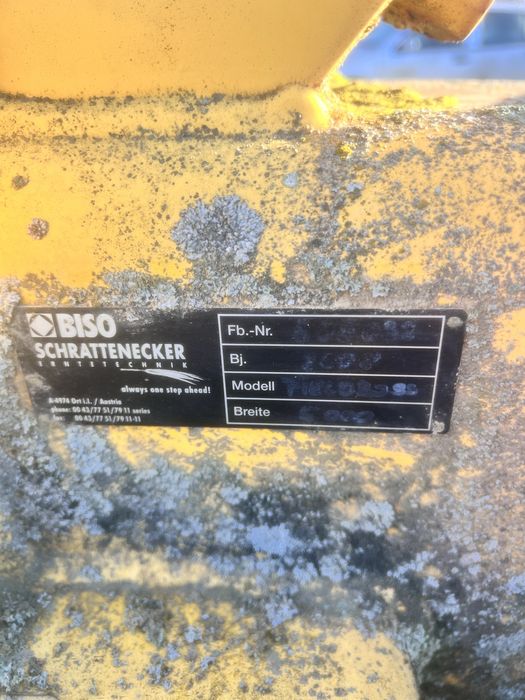 BISO
SCHRATTENECKER
ERNTETECHNIK
always one step ahead!
A-4974 Ort i.I. / Austria
phone: 00 43/77 51/79 11 series
fax: 00 43/77 51/79 11-11
Fb.-Nr.
Bj.
Modell
Breite